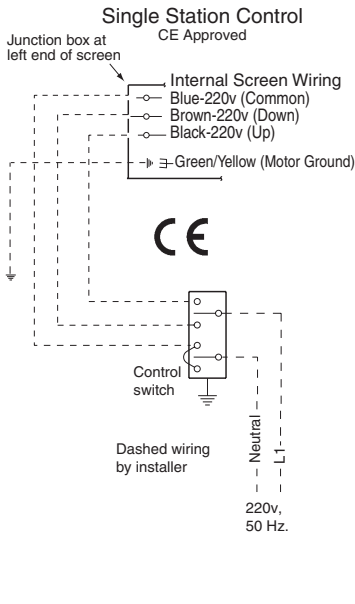 Single Station Control
CE Approved
Junction box at
left end of screen
Internal Screen Wiring
Blue-220v (Common)
Brown-220v (Down)
Black-220v (Up)
Green/Yellow (Motor Ground)
CE
Control
switch
Neutral
L1
Dashed wiring
by installer
220v,
50 Hz.